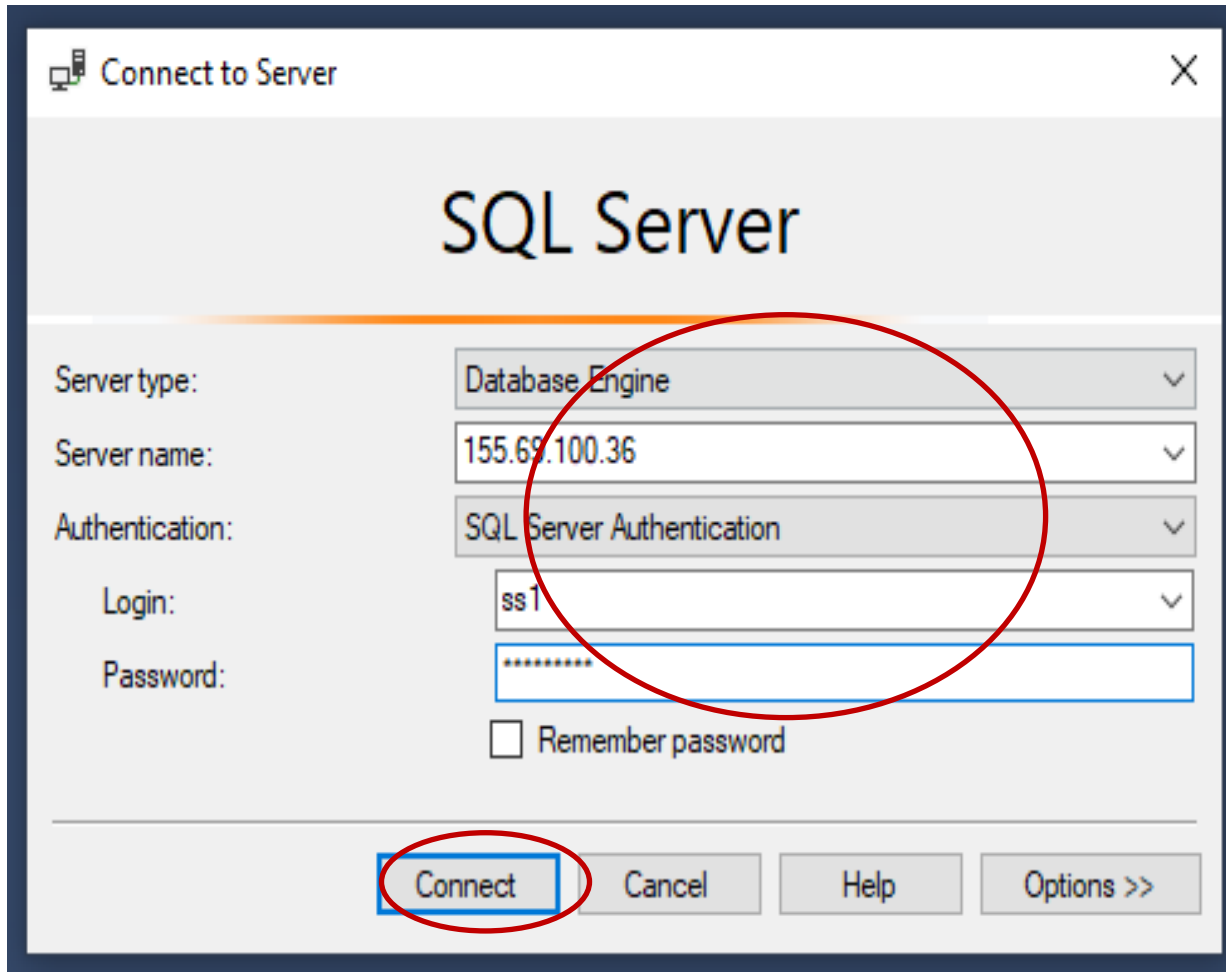 Connect to Server
SQL Server
Server type: Database Engine
Server name: 155.69.100.36
Authentication: SQL Server Authentication
Login: ss1
Password: *********
Remember password
Connect Cancel Help Options >>